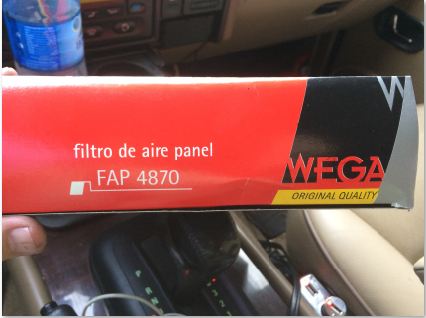 filtro de aire panel
FAP 4870
WEGA
ORIGINAL QUALITY
W